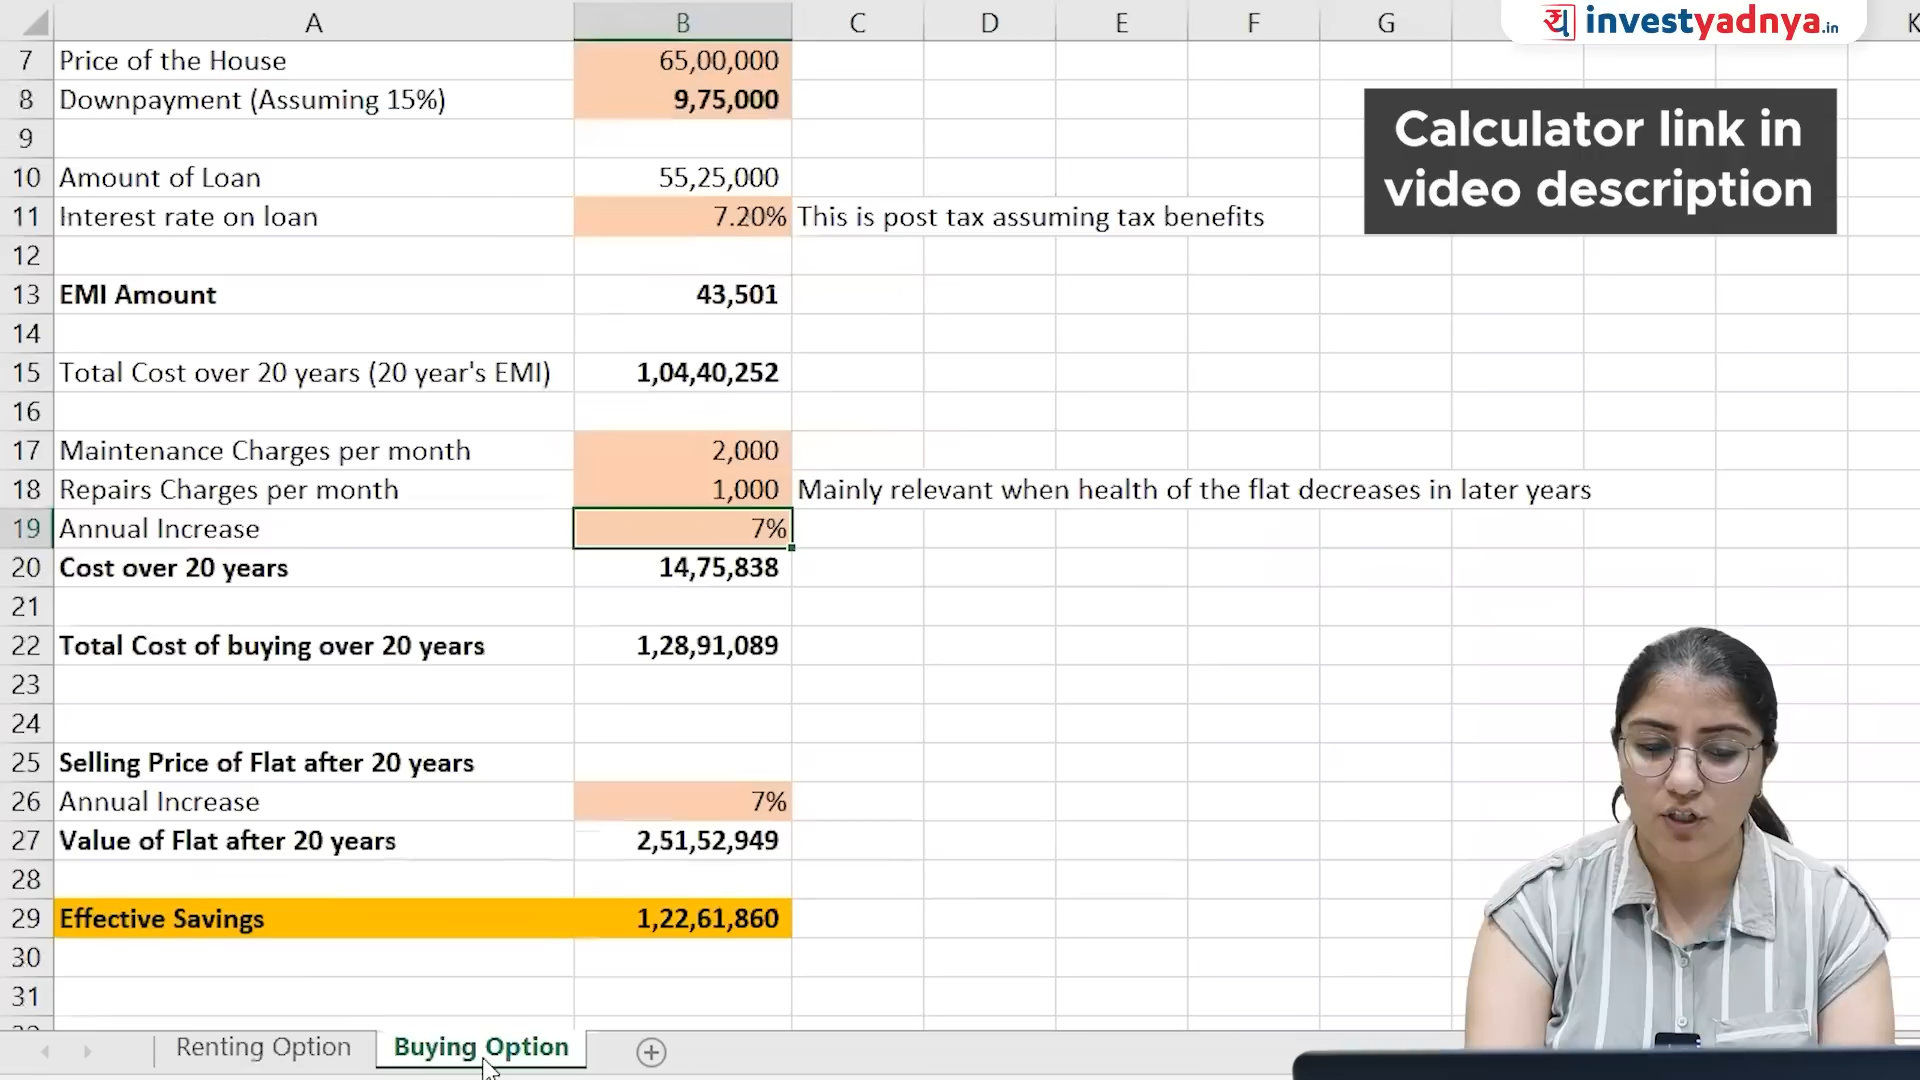 A B C D E F G K
investyadnya.in
7 Price of the House 65,00,000
8 Downpayment (Assuming 15%) 9,75,000
Calculator link in
video description
9
10 Amount of Loan 55,25,000
11 Interest rate on loan 7.20% This is post tax assuming tax benefits
12
13 EMI Amount 43,501
14
15 Total Cost over 20 years (20 year's EMI) 1,04,40,252
16
17 Maintenance Charges per month 2,000
18 Repairs Charges per month 1,000 Mainly relevant when health of the flat decreases in later years
19 Annual Increase 7%
20 Cost over 20 years 14,75,838
21
22 Total Cost of buying over 20 years 1,28,91,089
23
24
25 Selling Price of Flat after 20 years
26 Annual Increase 7%
27 Value of Flat after 20 years 2,51,52,949
28
29 Effective Savings 1,22,61,860
30
31
Renting Option Buying Option